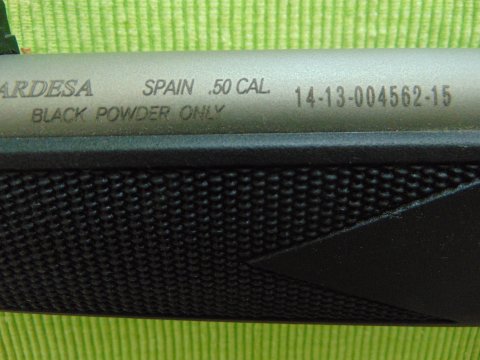 ARDESA SPAIN .50 CAL 14-13-004562-15
BLACK POWDER ONLY